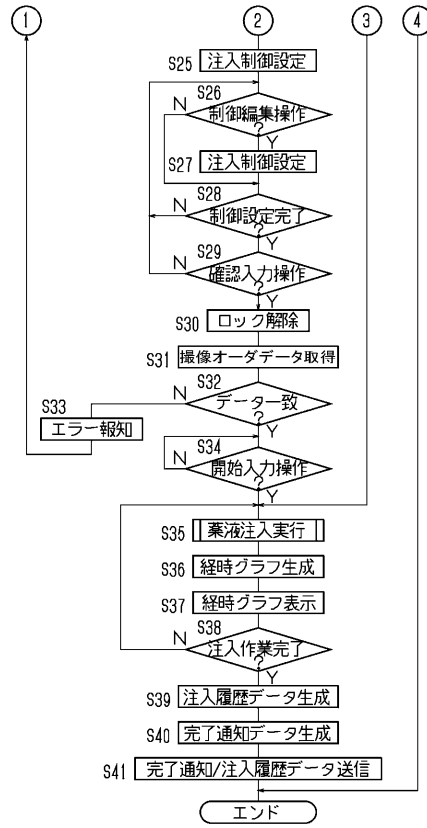 1 2 3 4
S25 注入制御設定
S26
N
制御編集操作
?
Y
S27 注入制御設定
S28
N
制御設定完了
?
Y
S29
N
確認入力操作
?
Y
S30 ロック解除
S31 撮像オーダデータ取得
S32
N
データ一致
?
Y
S33
エラー報知
S34
N
開始入力操作
?
Y
S35 薬液注入実行
S36 経時グラフ生成
S37 経時グラフ表示
S38
N
注入作業完了
?
Y
S39 注入履歴データ生成
S40 完了通知データ生成
S41 完了通知/注入履歴データ送信
エンド